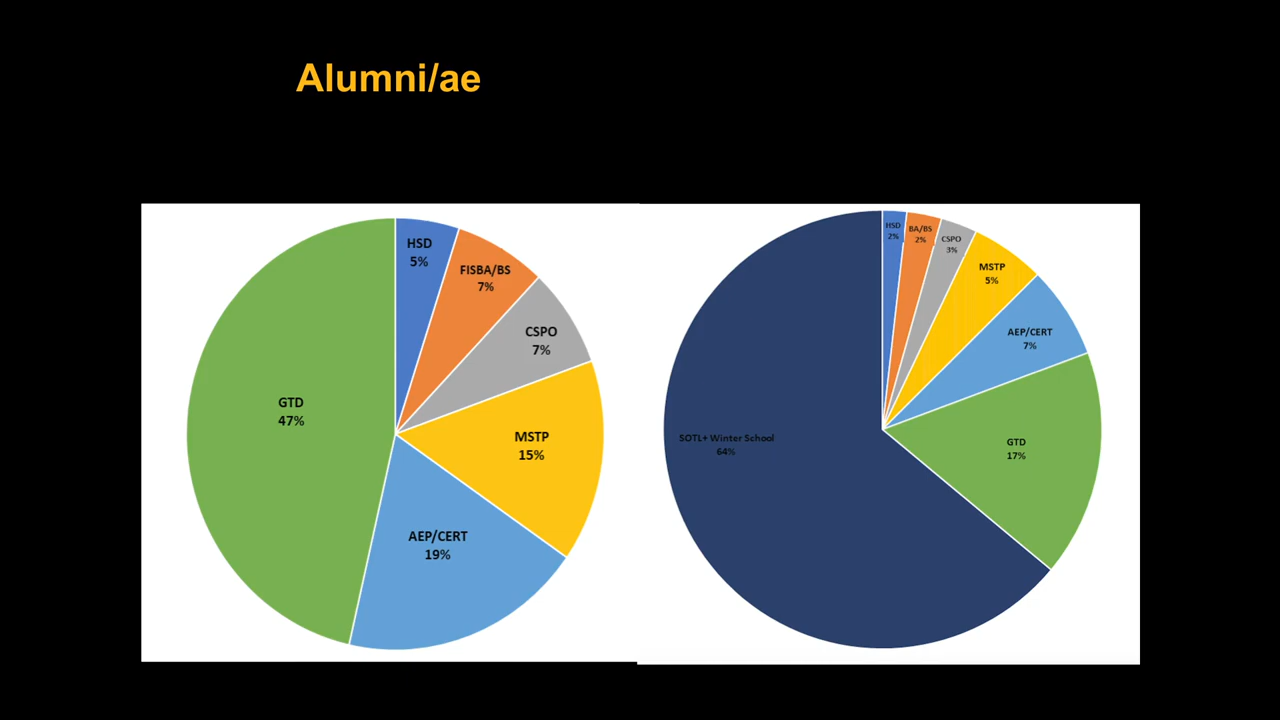 Alumni/ae
HSD
5%
FISBA/BS
7%
CSPO
7%
MSTP
15%
AEP/CERT
19%
GTD
47%
HSD
2%
BA/BS
2%
CSPO
3%
MSTP
5%
AEP/CERT
7%
GTD
17%
SOTL+ Winter School
64%